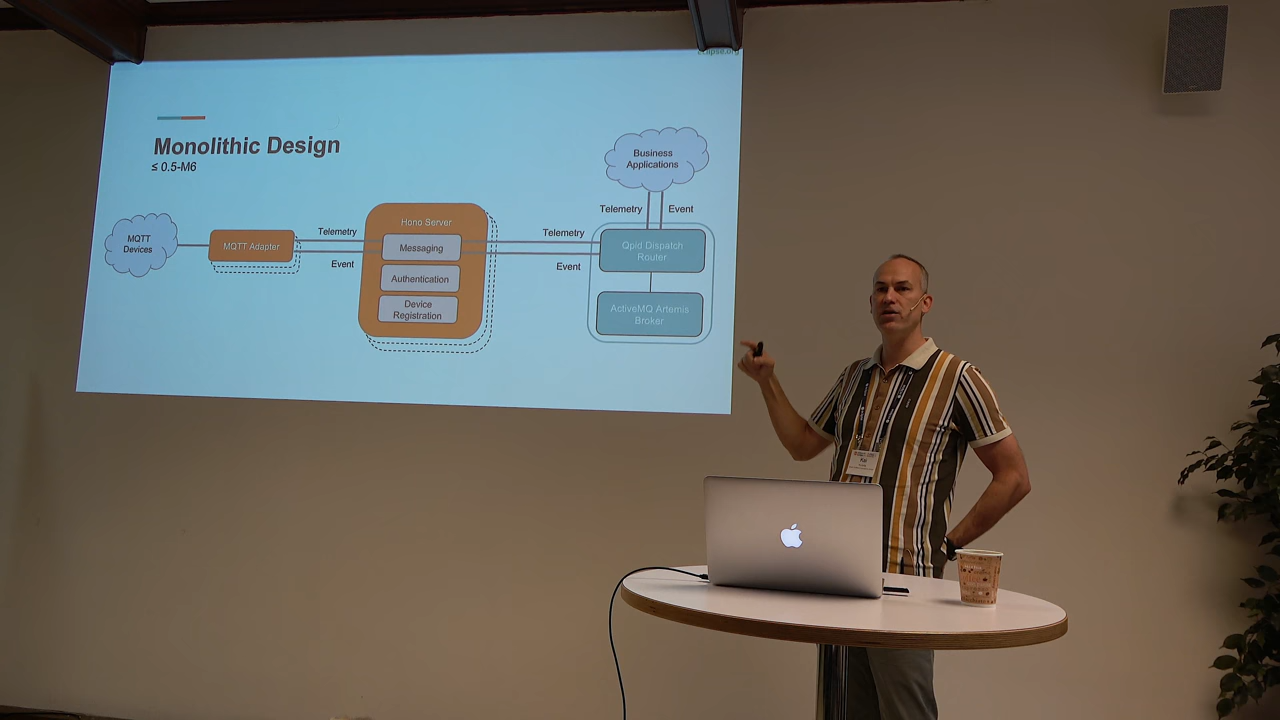 Monolithic Design
≤ 0.5-M6
MQTT
Devices
MQTT Adapter
Telemetry
Event
Hono Server
Messaging
Authentication
Device
Registration
Telemetry
Event
Business
Applications
Telemetry
Event
Qpid Dispatch
Router
ActiveMQ Artemis
Broker
Kai